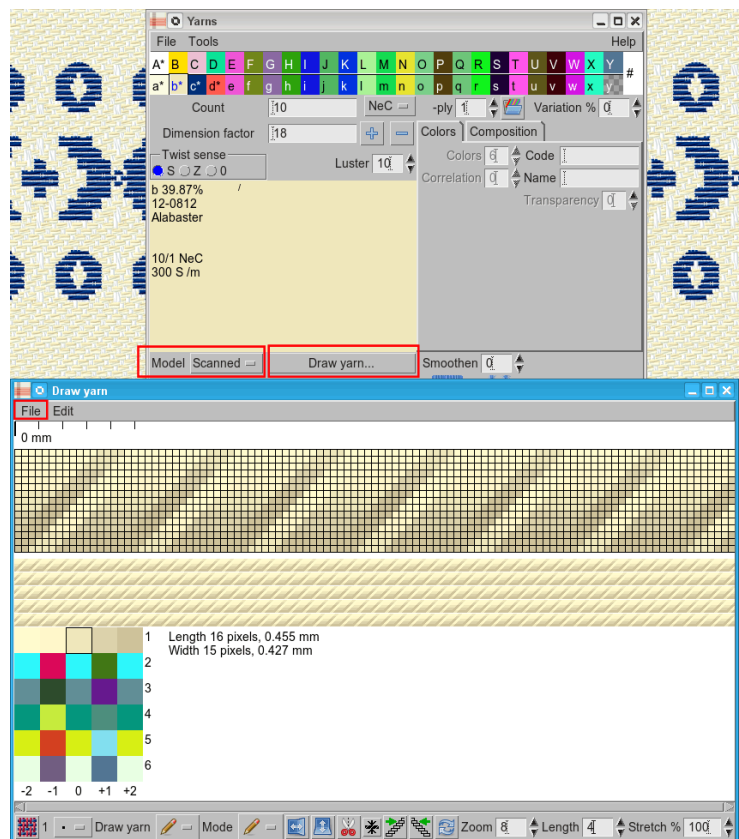 Yarns
File Tools Help
A* B C D E F G H I J K L M N O P Q R S T U V W X Y #
a* b* c* d* e f g h i j k l m n o p q r s t u v w x y
Count 10 NeC -ply 1 Variation % 0
Dimension factor 18 Colors Composition
Twist sense
S Z 0 Luster 10
Colors 6 Code
Correlation 0 Name
Transparency 0
b 39.87% /
12-0812
Alabaster
10/1 NeC
300 S /m
Model Scanned Draw yarn... Smoothen 0
Draw yarn
File Edit
0 mm
1 Length 16 pixels, 0.455 mm
Width 15 pixels, 0.427 mm
2
3
4
5
6
-2 -1 0 +1 +2
1 Draw yarn Mode Zoom 8 Length 4 Stretch % 100